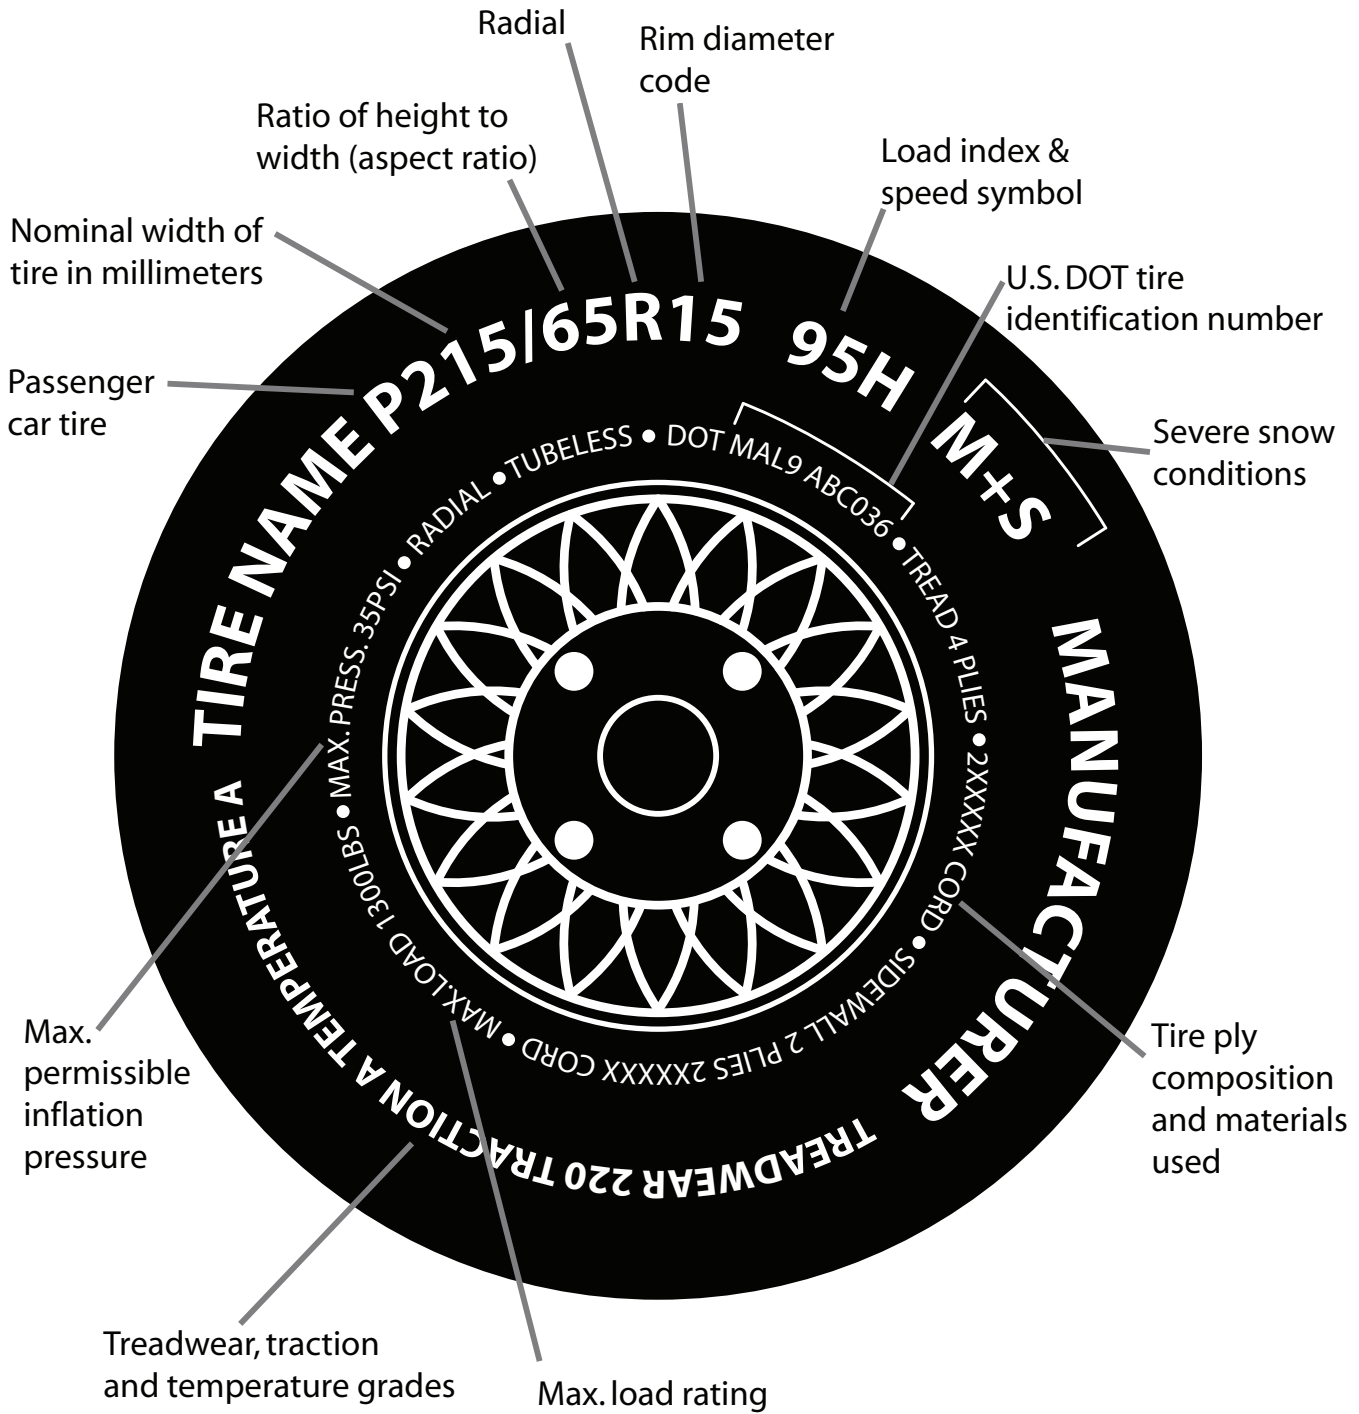 Radial
Rim diameter
code
Ratio of height to
width (aspect ratio)
Load index &
speed symbol
Nominal width of
tire in millimeters
U.S. DOT tire
identification number
Passenger
car tire
Severe snow
conditions
TIRE NAME P215/65R15 95H M+S
MANUFACTURER
TREADWEAR 220 TRACTION A TEMPERATURE A
MAX. PRESS. 35PSI • RADIAL • TUBELESS • DOT MAL9 ABC036 • TREAD 4 PLIES • 2XXXXX CORD • SIDEWALL 2 PLIES 2XXXXX CORD • MAX.LOAD 1300LBS •
Max.
permissible
inflation
pressure
Tire ply
composition
and materials
used
Treadwear, traction
and temperature grades
Max. load rating